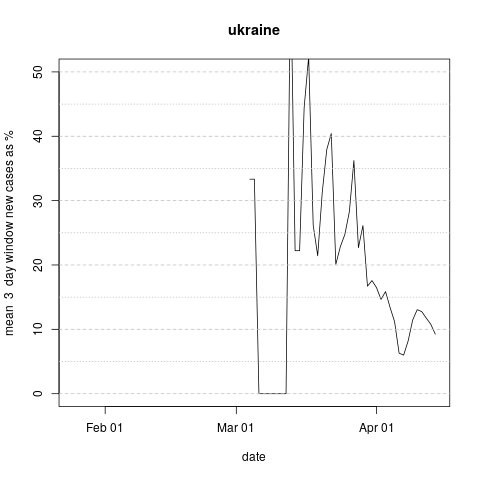 ukraine
mean 3 day window new cases as %
50
40
30
20
10
0
Feb 01
Mar 01
Apr 01
date